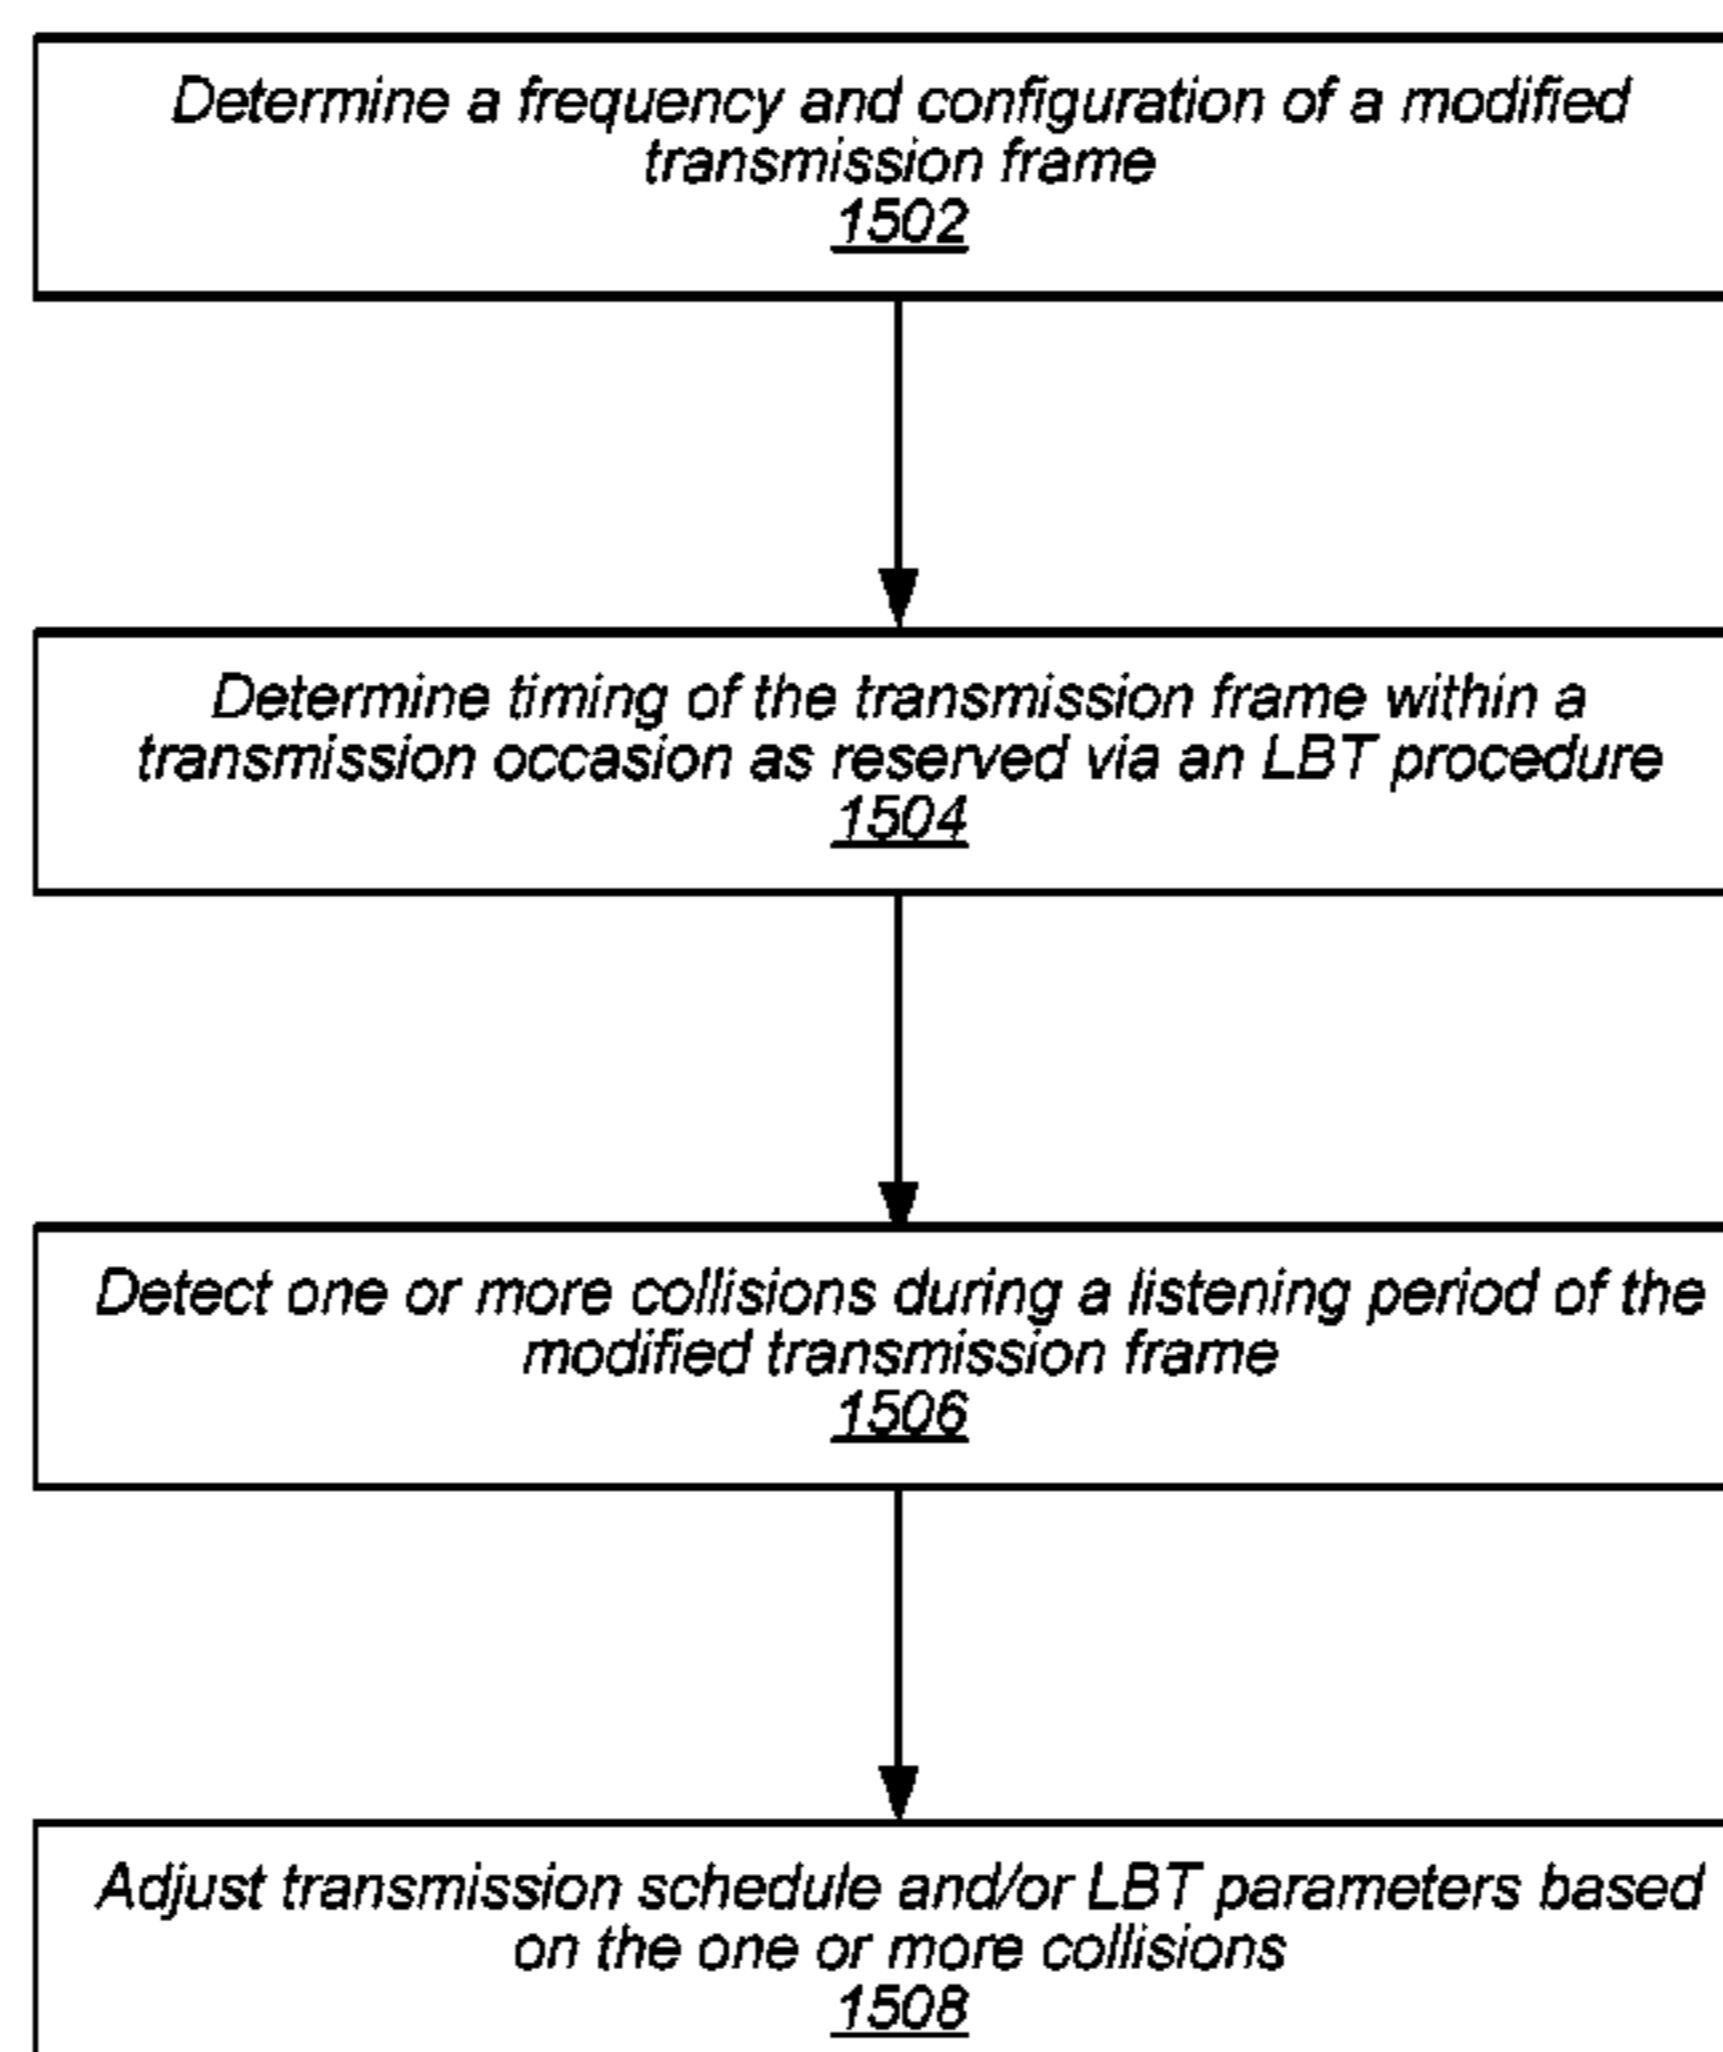 Determine a frequency and configuration of a modified
transmission frame
1502
Determine timing of the transmission frame within a
transmission occasion as reserved via an LBT procedure
1504
Detect one or more collisions during a listening period of the
modified transmission frame
1506
Adjust transmission schedule and/or LBT parameters based
on the one or more collisions
1508